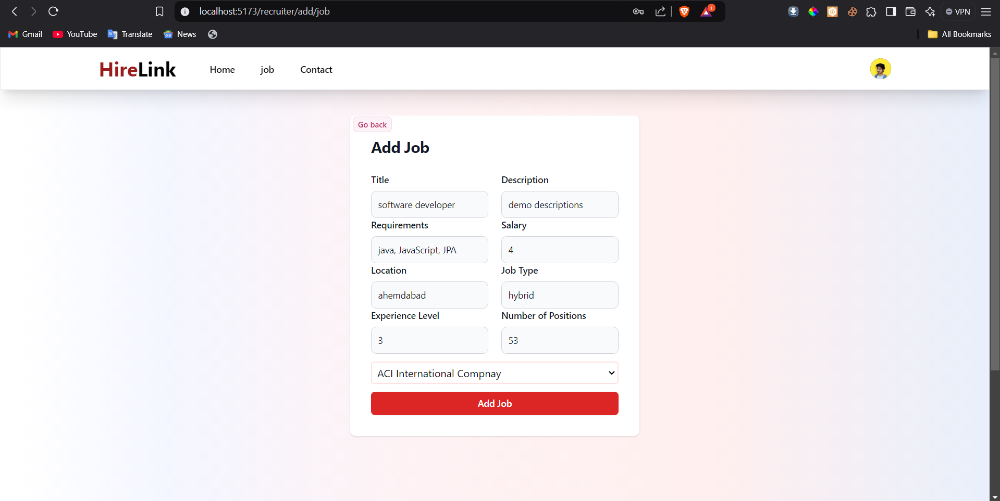 localhost:5173/recruiter/add/job
1
VPN
Gmail YouTube Translate News All Bookmarks
HireLink Home job Contact
Go back
Add Job
Title Description
software developer demo descriptions
Requirements Salary
java, JavaScript, JPA 4
Location Job Type
ahemdabad hybrid
Experience Level Number of Positions
3 53
ACI International Compnay
Add Job